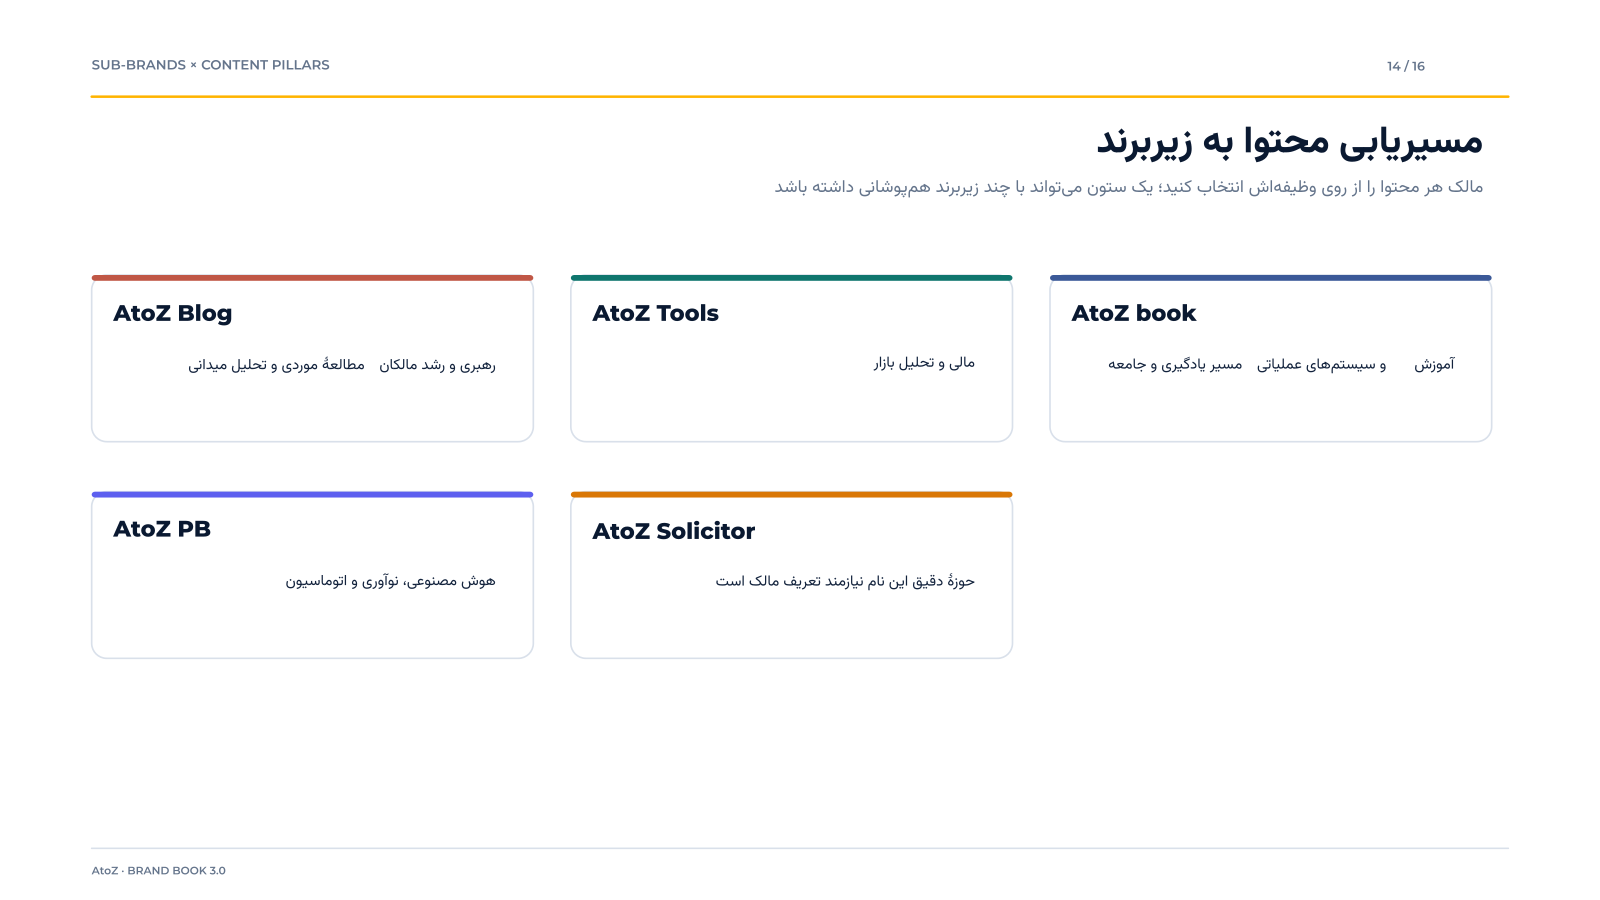 SUB-BRANDS × CONTENT PILLARS
14 / 16
مسیریابی محتوا به زیربرند
مالک هر محتوا را از روی وظیفه‌اش انتخاب کنید؛ یک ستون می‌تواند با چند زیربرند هم‌پوشانی داشته باشد
AtoZ book
آموزش و سیستم‌های عملیاتی مسیر یادگیری و جامعه
AtoZ Tools
مالی و تحلیل بازار
AtoZ Blog
رهبری و رشد مالکان مطالعهٔ موردی و تحلیل میدانی
AtoZ Solicitor
حوزهٔ دقیق این نام نیازمند تعریف مالک است
AtoZ PB
هوش مصنوعی، نوآوری و اتوماسیون
AtoZ · BRAND BOOK 3.0